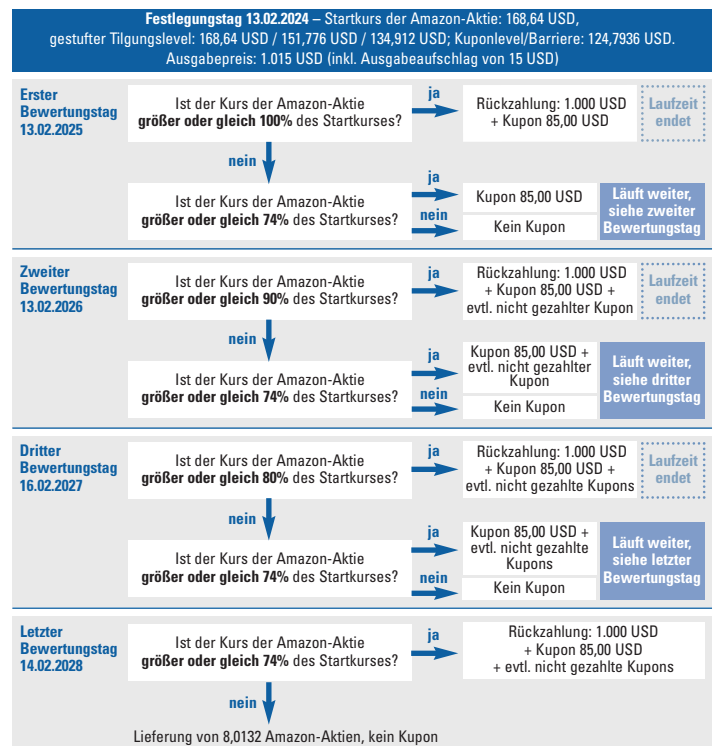 Festlegungstag 13.02.2024 – Startkurs der Amazon-Aktie: 168,64 USD,
gestufter Tilgungslevel: 168,64 USD / 151,776 USD / 134,912 USD; Kuponlevel/Barriere: 124,7936 USD.
Ausgabepreis: 1.015 USD (inkl. Ausgabeaufschlag von 15 USD)
Erster
Bewertungstag
13.02.2025
Ist der Kurs der Amazon-Aktie
größer oder gleich 100% des Startkurses?
ja
Rückzahlung: 1.000 USD
+ Kupon 85,00 USD
Laufzeit
endet
nein
Ist der Kurs der Amazon-Aktie
größer oder gleich 74% des Startkurses?
ja
Kupon 85,00 USD
nein
Kein Kupon
Läuft weiter,
siehe zweiter
Bewertungstag
Zweiter
Bewertungstag
13.02.2026
Ist der Kurs der Amazon-Aktie
größer oder gleich 90% des Startkurses?
ja
Rückzahlung: 1.000 USD
+ Kupon 85,00 USD +
evtl. nicht gezahlter Kupon
Laufzeit
endet
nein
Ist der Kurs der Amazon-Aktie
größer oder gleich 74% des Startkurses?
ja
Kupon 85,00 USD +
evtl. nicht gezahlter
Kupon
nein
Kein Kupon
Läuft weiter,
siehe dritter
Bewertungstag
Dritter
Bewertungstag
16.02.2027
Ist der Kurs der Amazon-Aktie
größer oder gleich 80% des Startkurses?
ja
Rückzahlung: 1.000 USD
+ Kupon 85,00 USD +
evtl. nicht gezahlte Kupons
Laufzeit
endet
nein
Ist der Kurs der Amazon-Aktie
größer oder gleich 74% des Startkurses?
ja
Kupon 85,00 USD +
evtl. nicht gezahlte
Kupons
nein
Kein Kupon
Läuft weiter,
siehe letzter
Bewertungstag
Letzter
Bewertungstag
14.02.2028
Ist der Kurs der Amazon-Aktie
größer oder gleich 74% des Startkurses?
ja
Rückzahlung: 1.000 USD
+ Kupon 85,00 USD
+ evtl. nicht gezahlte Kupons
nein
Lieferung von 8,0132 Amazon-Aktien, kein Kupon